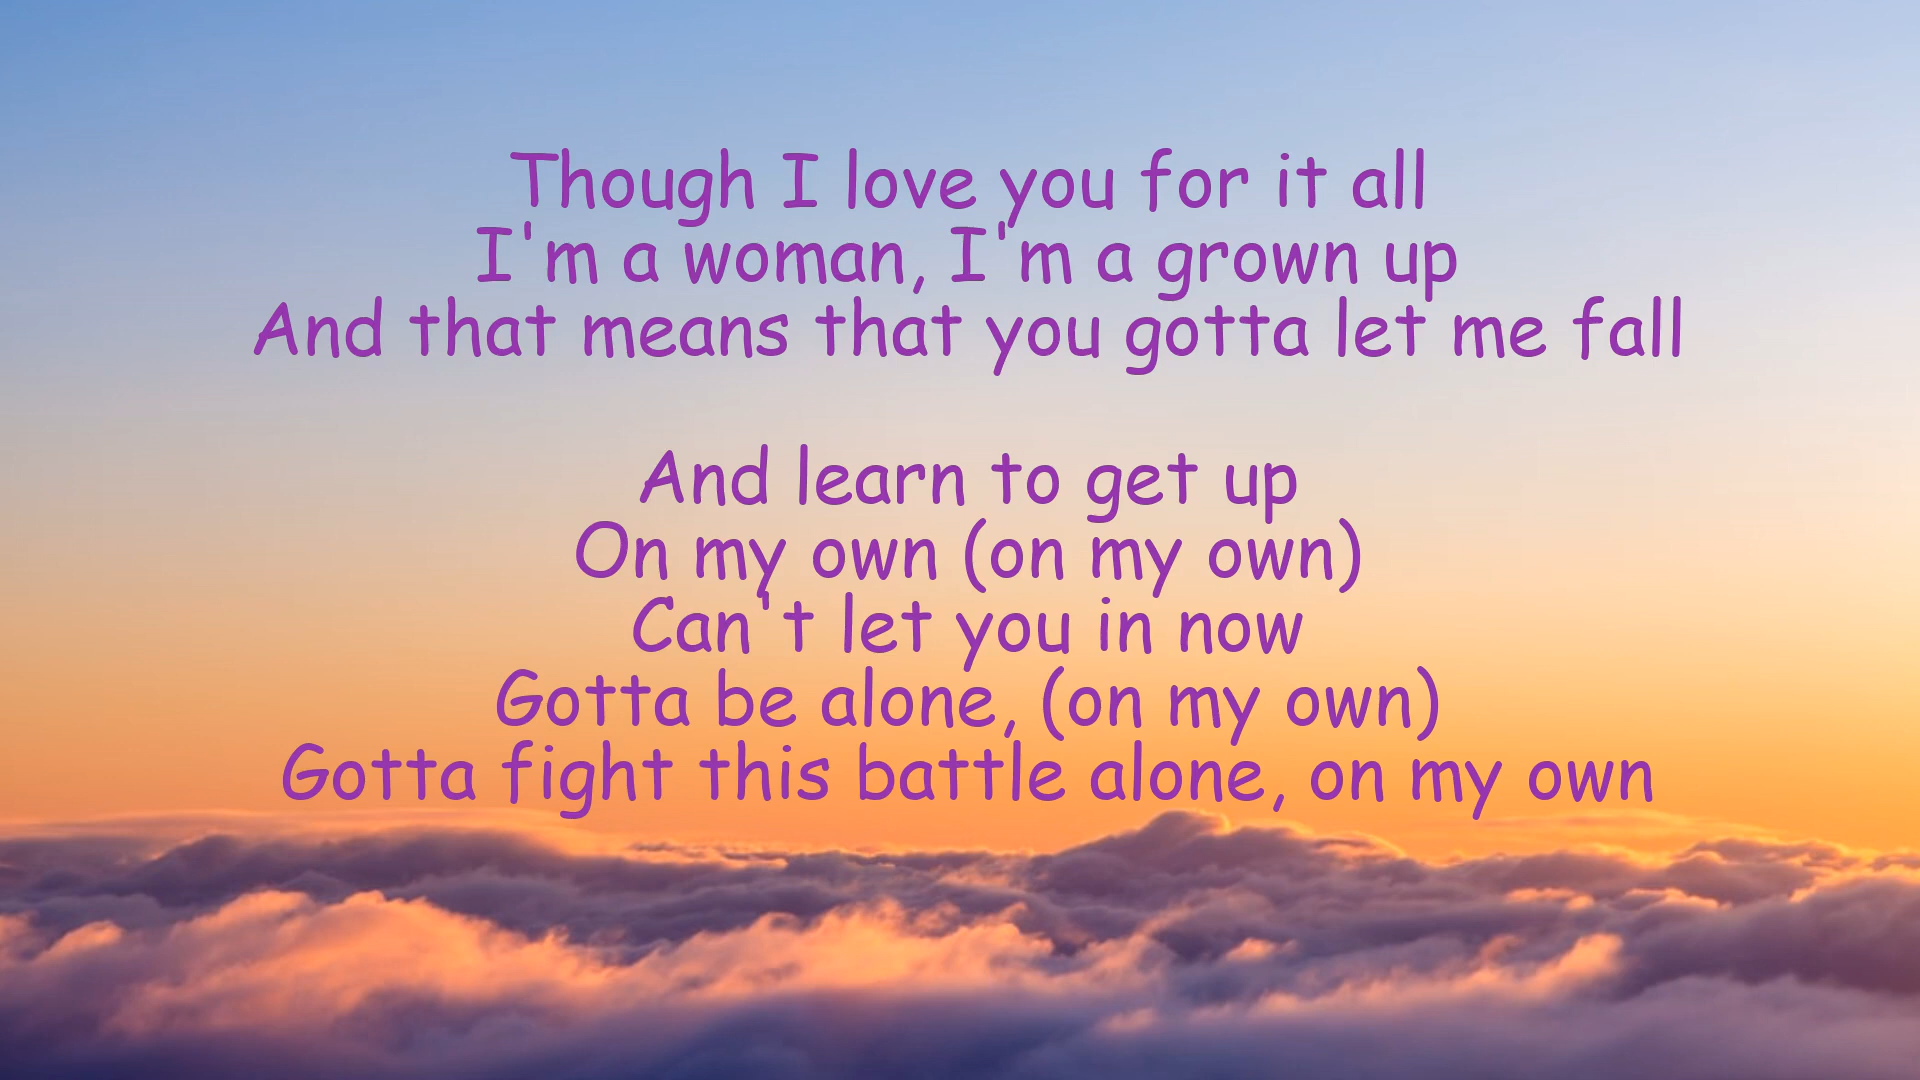 Though I love you for it all
I'm a woman, I'm a grown up
And that means that you gotta let me fall
And learn to get up
On my own (on my own)
Can't let you in now
Gotta be alone, (on my own)
Gotta fight this battle alone, on my own